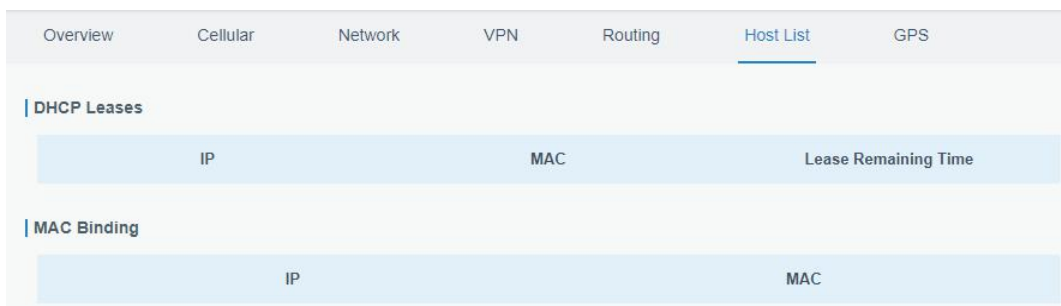 Overview Cellular Network VPN Routing Host List GPS
DHCP Leases
IP MAC Lease Remaining Time
MAC Binding
IP MAC